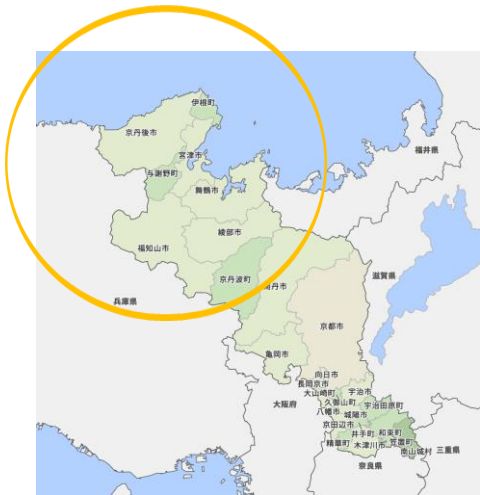 伊根町
京丹後市
宮津市
与謝野町
舞鶴市
福井県
綾部市
福知山市
京丹波町
南丹市
滋賀県
兵庫県
京都市
亀岡市
向日市
長岡京市
大山崎町
宇治市
大阪府
久御山町
宇治田原町
八幡市
城陽市
京田辺市
井手町
和束町
精華町
木津川市
笠置町
南山城村
三重県
奈良県